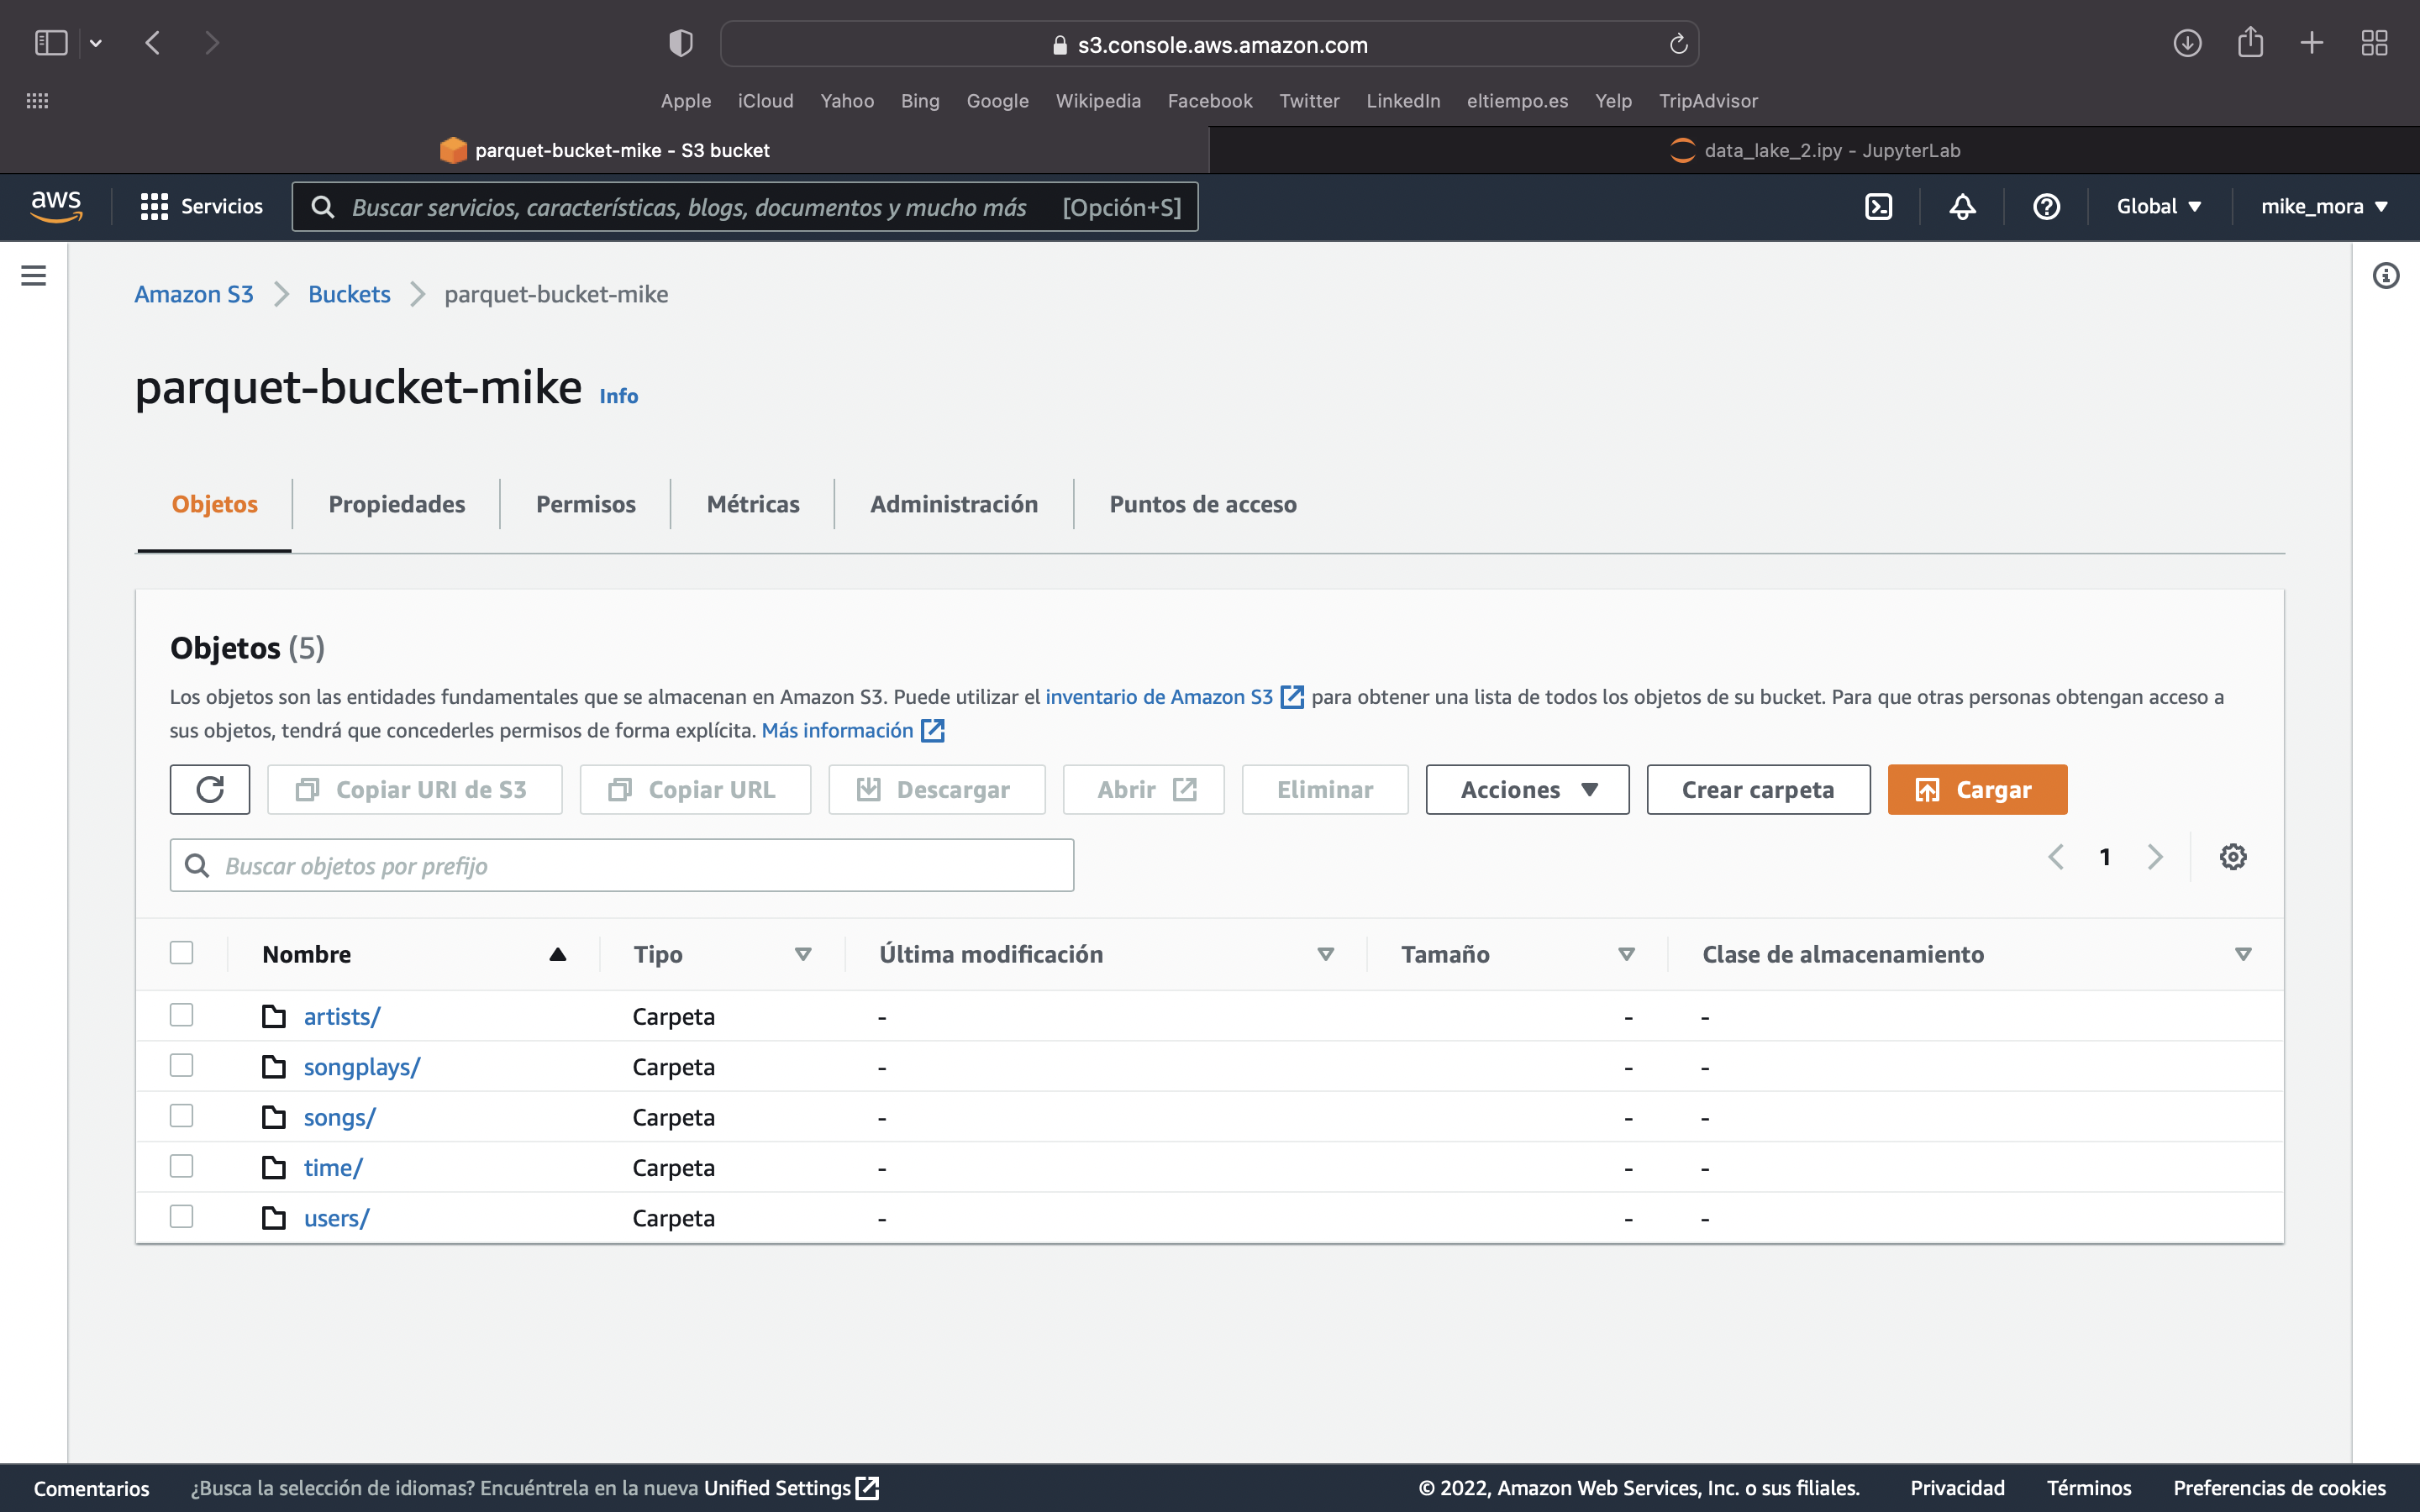 s3.console.aws.amazon.com
Apple iCloud Yahoo Bing Google Wikipedia Facebook Twitter LinkedIn eltiempo.es Yelp TripAdvisor
parquet-bucket-mike - S3 bucket data_lake_2.ipy - JupyterLab
aws Servicios Buscar servicios, características, blogs, documentos y mucho más [Opción+S] Global mike_mora
Amazon S3 Buckets parquet-bucket-mike
parquet-bucket-mike Info
Objetos Propiedades Permisos Métricas Administración Puntos de acceso
Objetos (5)
Los objetos son las entidades fundamentales que se almacenan en Amazon S3. Puede utilizar el inventario de Amazon S3 para obtener una lista de todos los objetos de su bucket. Para que otras personas obtengan acceso a
sus objetos, tendrá que concederles permisos de forma explícita. Más información
Copiar URI de S3 Copiar URL Descargar Abrir Eliminar Acciones Crear carpeta Cargar
Buscar objetos por prefijo 1
Nombre Tipo Última modificación Tamaño Clase de almacenamiento
artists/ Carpeta - - -
songplays/ Carpeta - - -
songs/ Carpeta - - -
time/ Carpeta - - -
users/ Carpeta - - -
Comentarios ¿Busca la selección de idiomas? Encuéntrela en la nueva Unified Settings © 2022, Amazon Web Services, Inc. o sus filiales. Privacidad Términos Preferencias de cookies